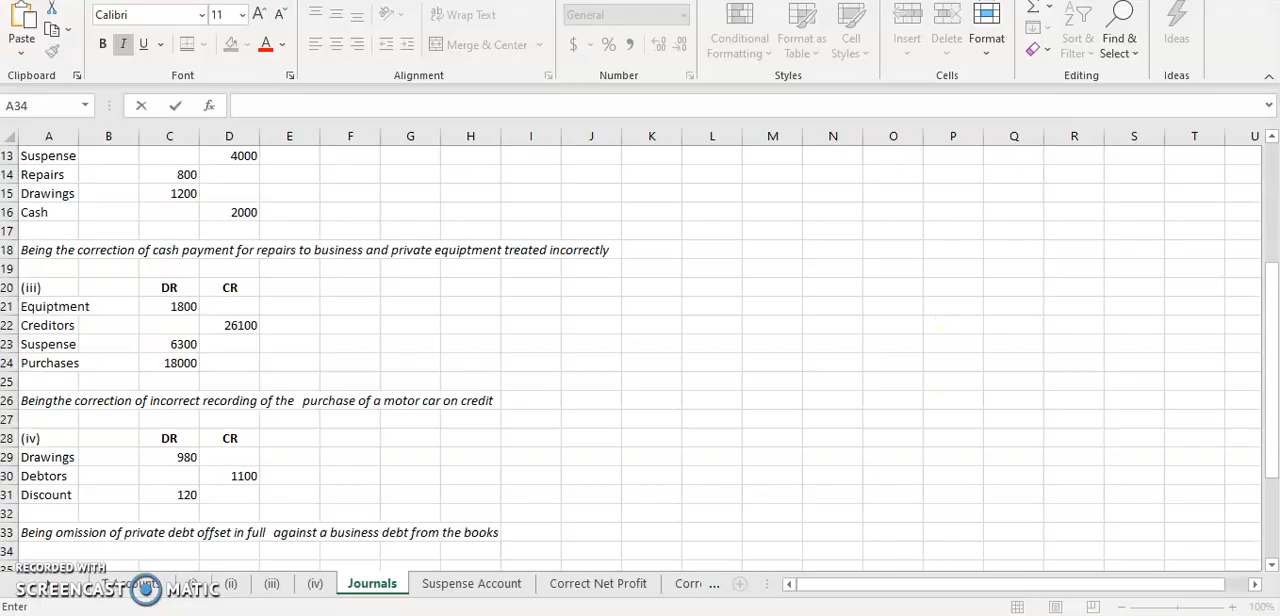 Calibri 11 A A Wrap Text General
Paste B I U A Merge & Center $ % 9 Conditional Formatting Format as Table Cell Styles Insert Delete Format Sort & Filter Find & Select Ideas
Clipboard Font Alignment Number Styles Cells Editing Ideas
A34 fx
A B C D E F G H I J K L M N O P Q R S T U
13 Suspense 4000
14 Repairs 800
15 Drawings 1200
16 Cash 2000
17
18 Being the correction of cash payment for repairs to business and private equiptment treated incorrectly
19
20 (iii) DR CR
21 Equiptment 1800
22 Creditors 26100
23 Suspense 6300
24 Purchases 18000
25
26 Beingthe correction of incorrect recording of the purchase of a motor car on credit
27
28 (iv) DR CR
29 Drawings 980
30 Debtors 1100
31 Discount 120
32
33 Being omission of private debt offset in full against a business debt from the books
34
RECORDED WITH
SCREENCAST MATIC
(ii) (iii) (iv) Journals Suspense Account Correct Net Profit Corr ...
Enter 100%